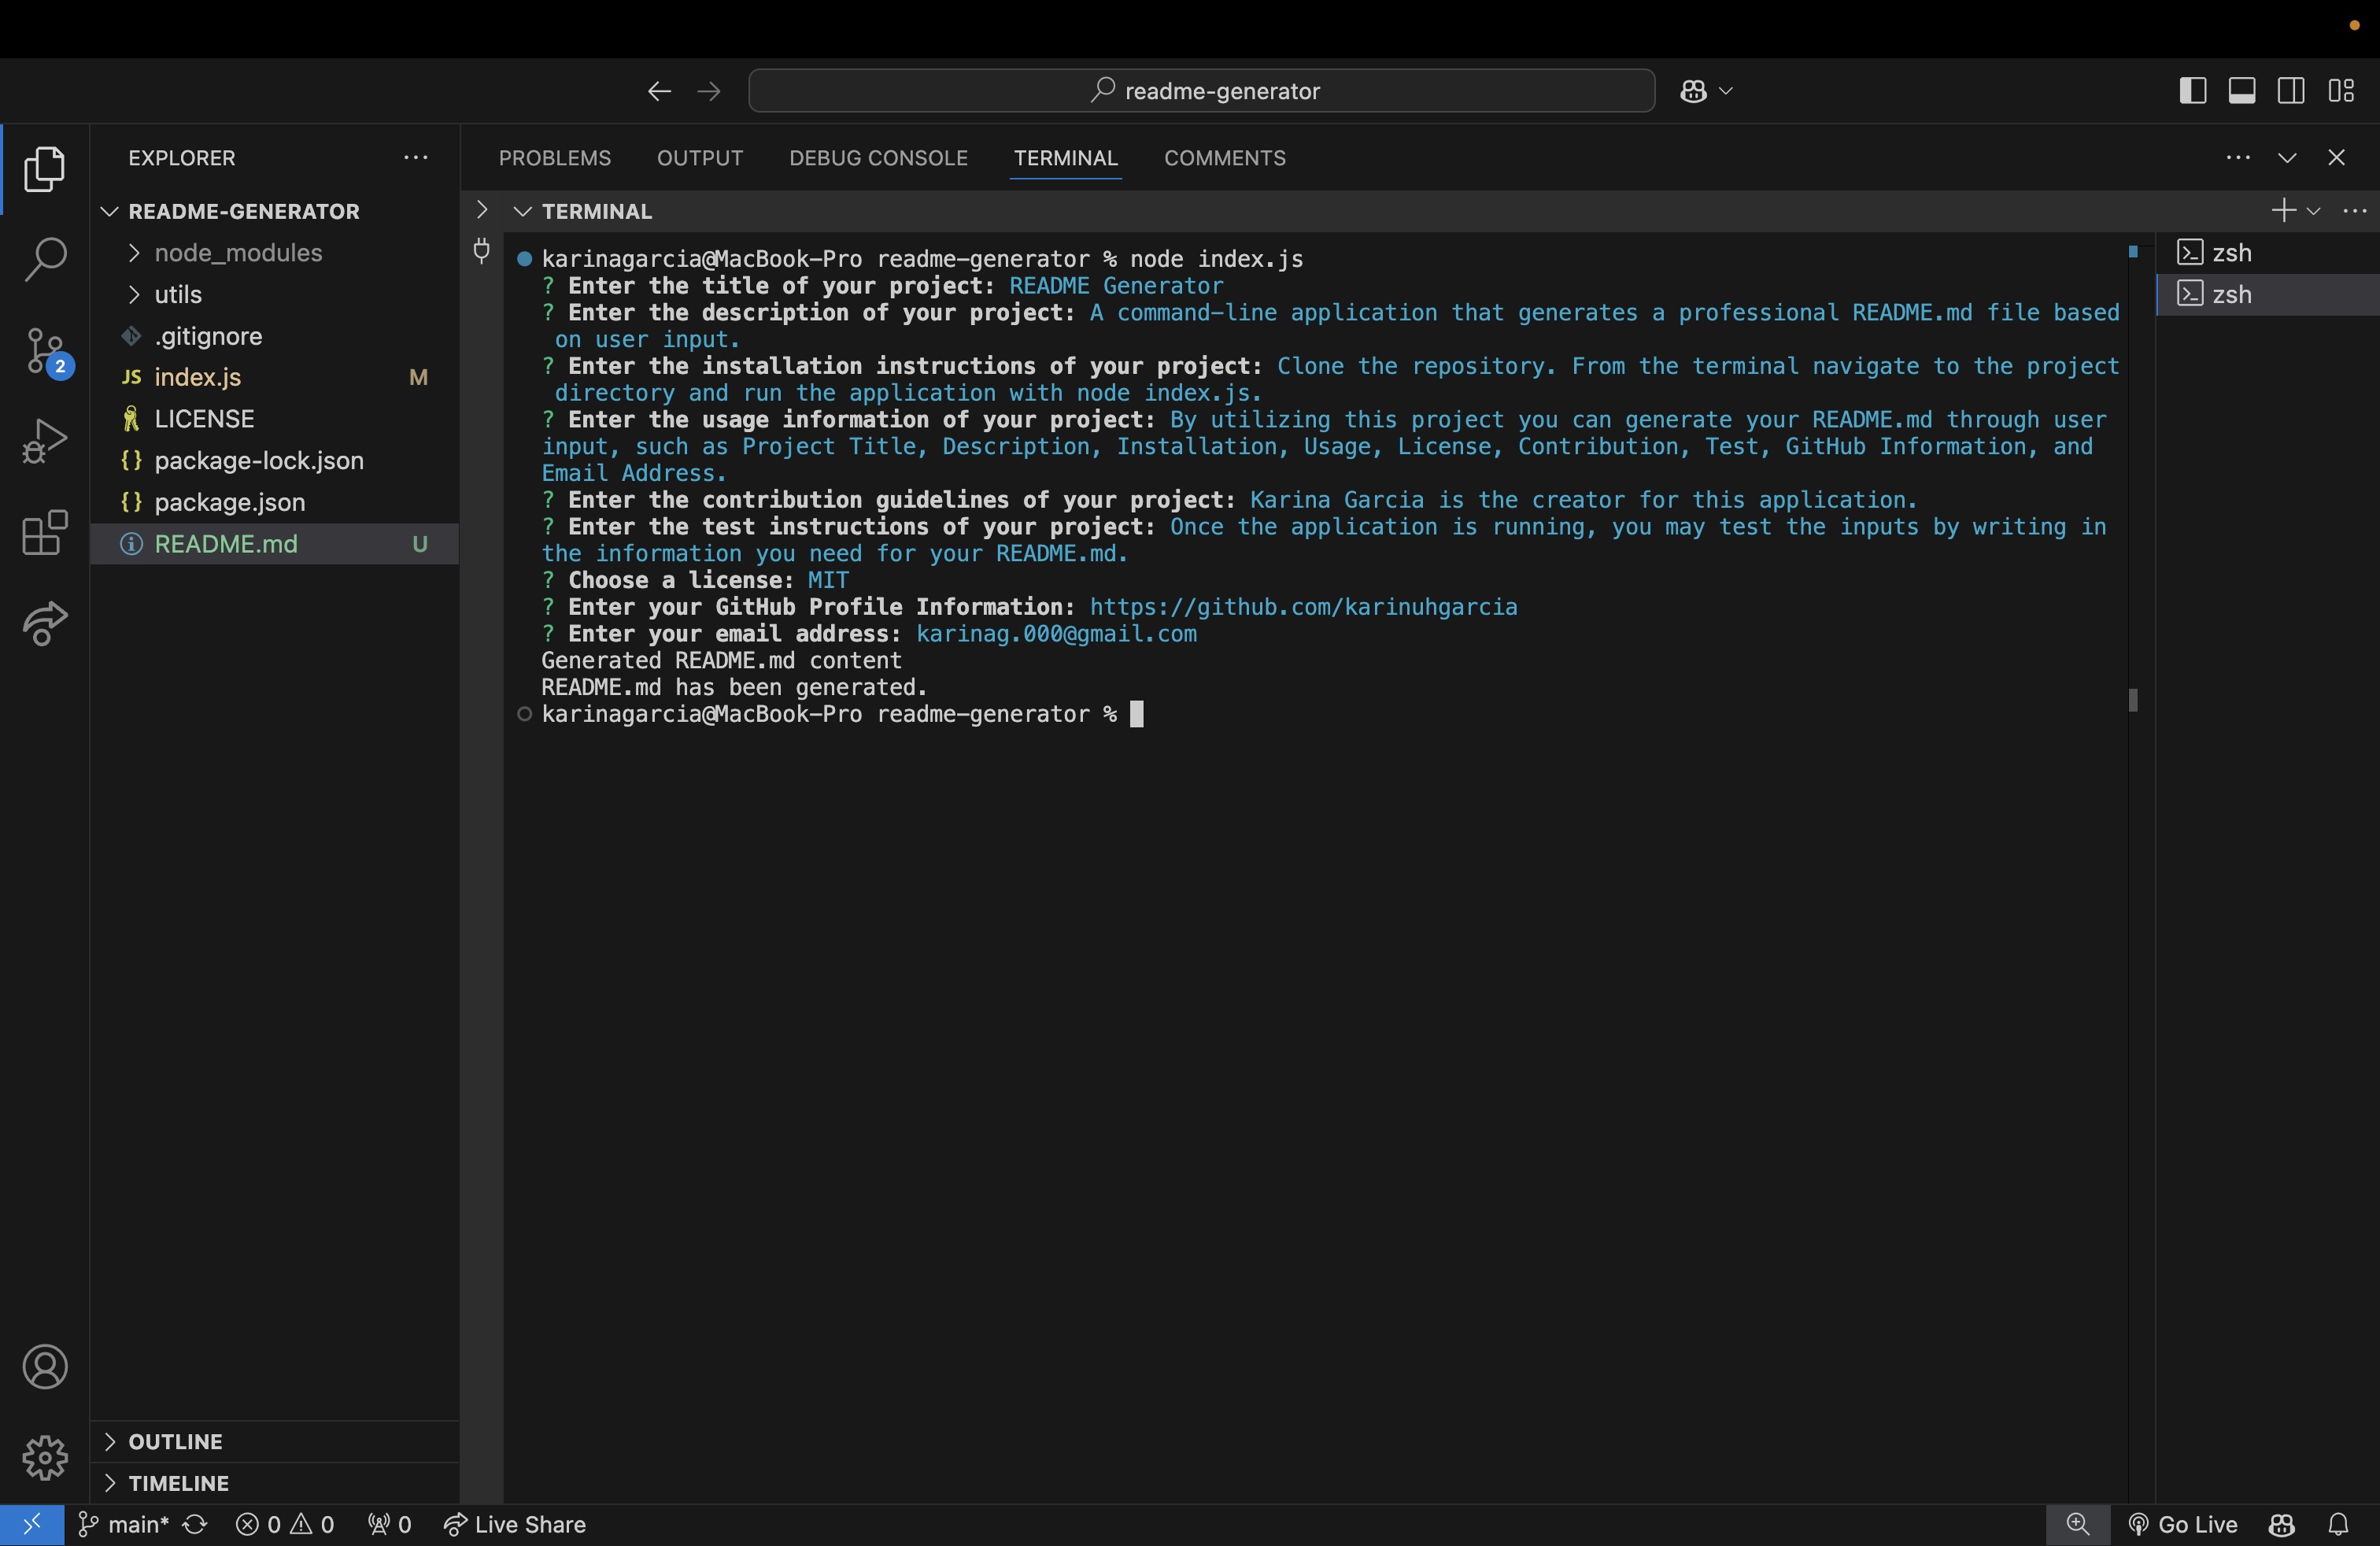 readme-generator
EXPLORER
PROBLEMS OUTPUT DEBUG CONSOLE TERMINAL COMMENTS
README-GENERATOR
node_modules
utils
.gitignore
JS index.js M
LICENSE
{} package-lock.json
{} package.json
README.md U
2
TERMINAL
karinagarcia@MacBook-Pro readme-generator % node index.js
? Enter the title of your project: README Generator
? Enter the description of your project: A command-line application that generates a professional README.md file based
on user input.
? Enter the installation instructions of your project: Clone the repository. From the terminal navigate to the project
directory and run the application with node index.js.
? Enter the usage information of your project: By utilizing this project you can generate your README.md through user
input, such as Project Title, Description, Installation, Usage, License, Contribution, Test, GitHub Information, and
Email Address.
? Enter the contribution guidelines of your project: Karina Garcia is the creator for this application.
? Enter the test instructions of your project: Once the application is running, you may test the inputs by writing in
the information you need for your README.md.
? Choose a license: MIT
? Enter your GitHub Profile Information: https://github.com/karinuhgarcia
? Enter your email address: karinag.000@gmail.com
Generated README.md content
README.md has been generated.
karinagarcia@MacBook-Pro readme-generator %
zsh
zsh
OUTLINE
TIMELINE
main* 0 0 0 Live Share Go Live